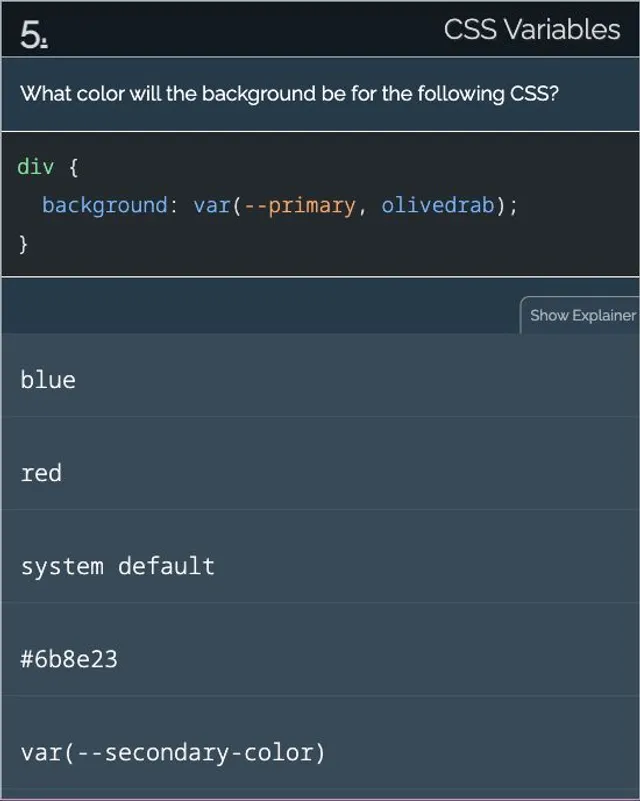 5.
CSS Variables
What color will the background be for the following CSS?
div {
  background: var(--primary, olivedrab);
}
Show Explainer
blue
red
system default
#6b8e23
var(--secondary-color)